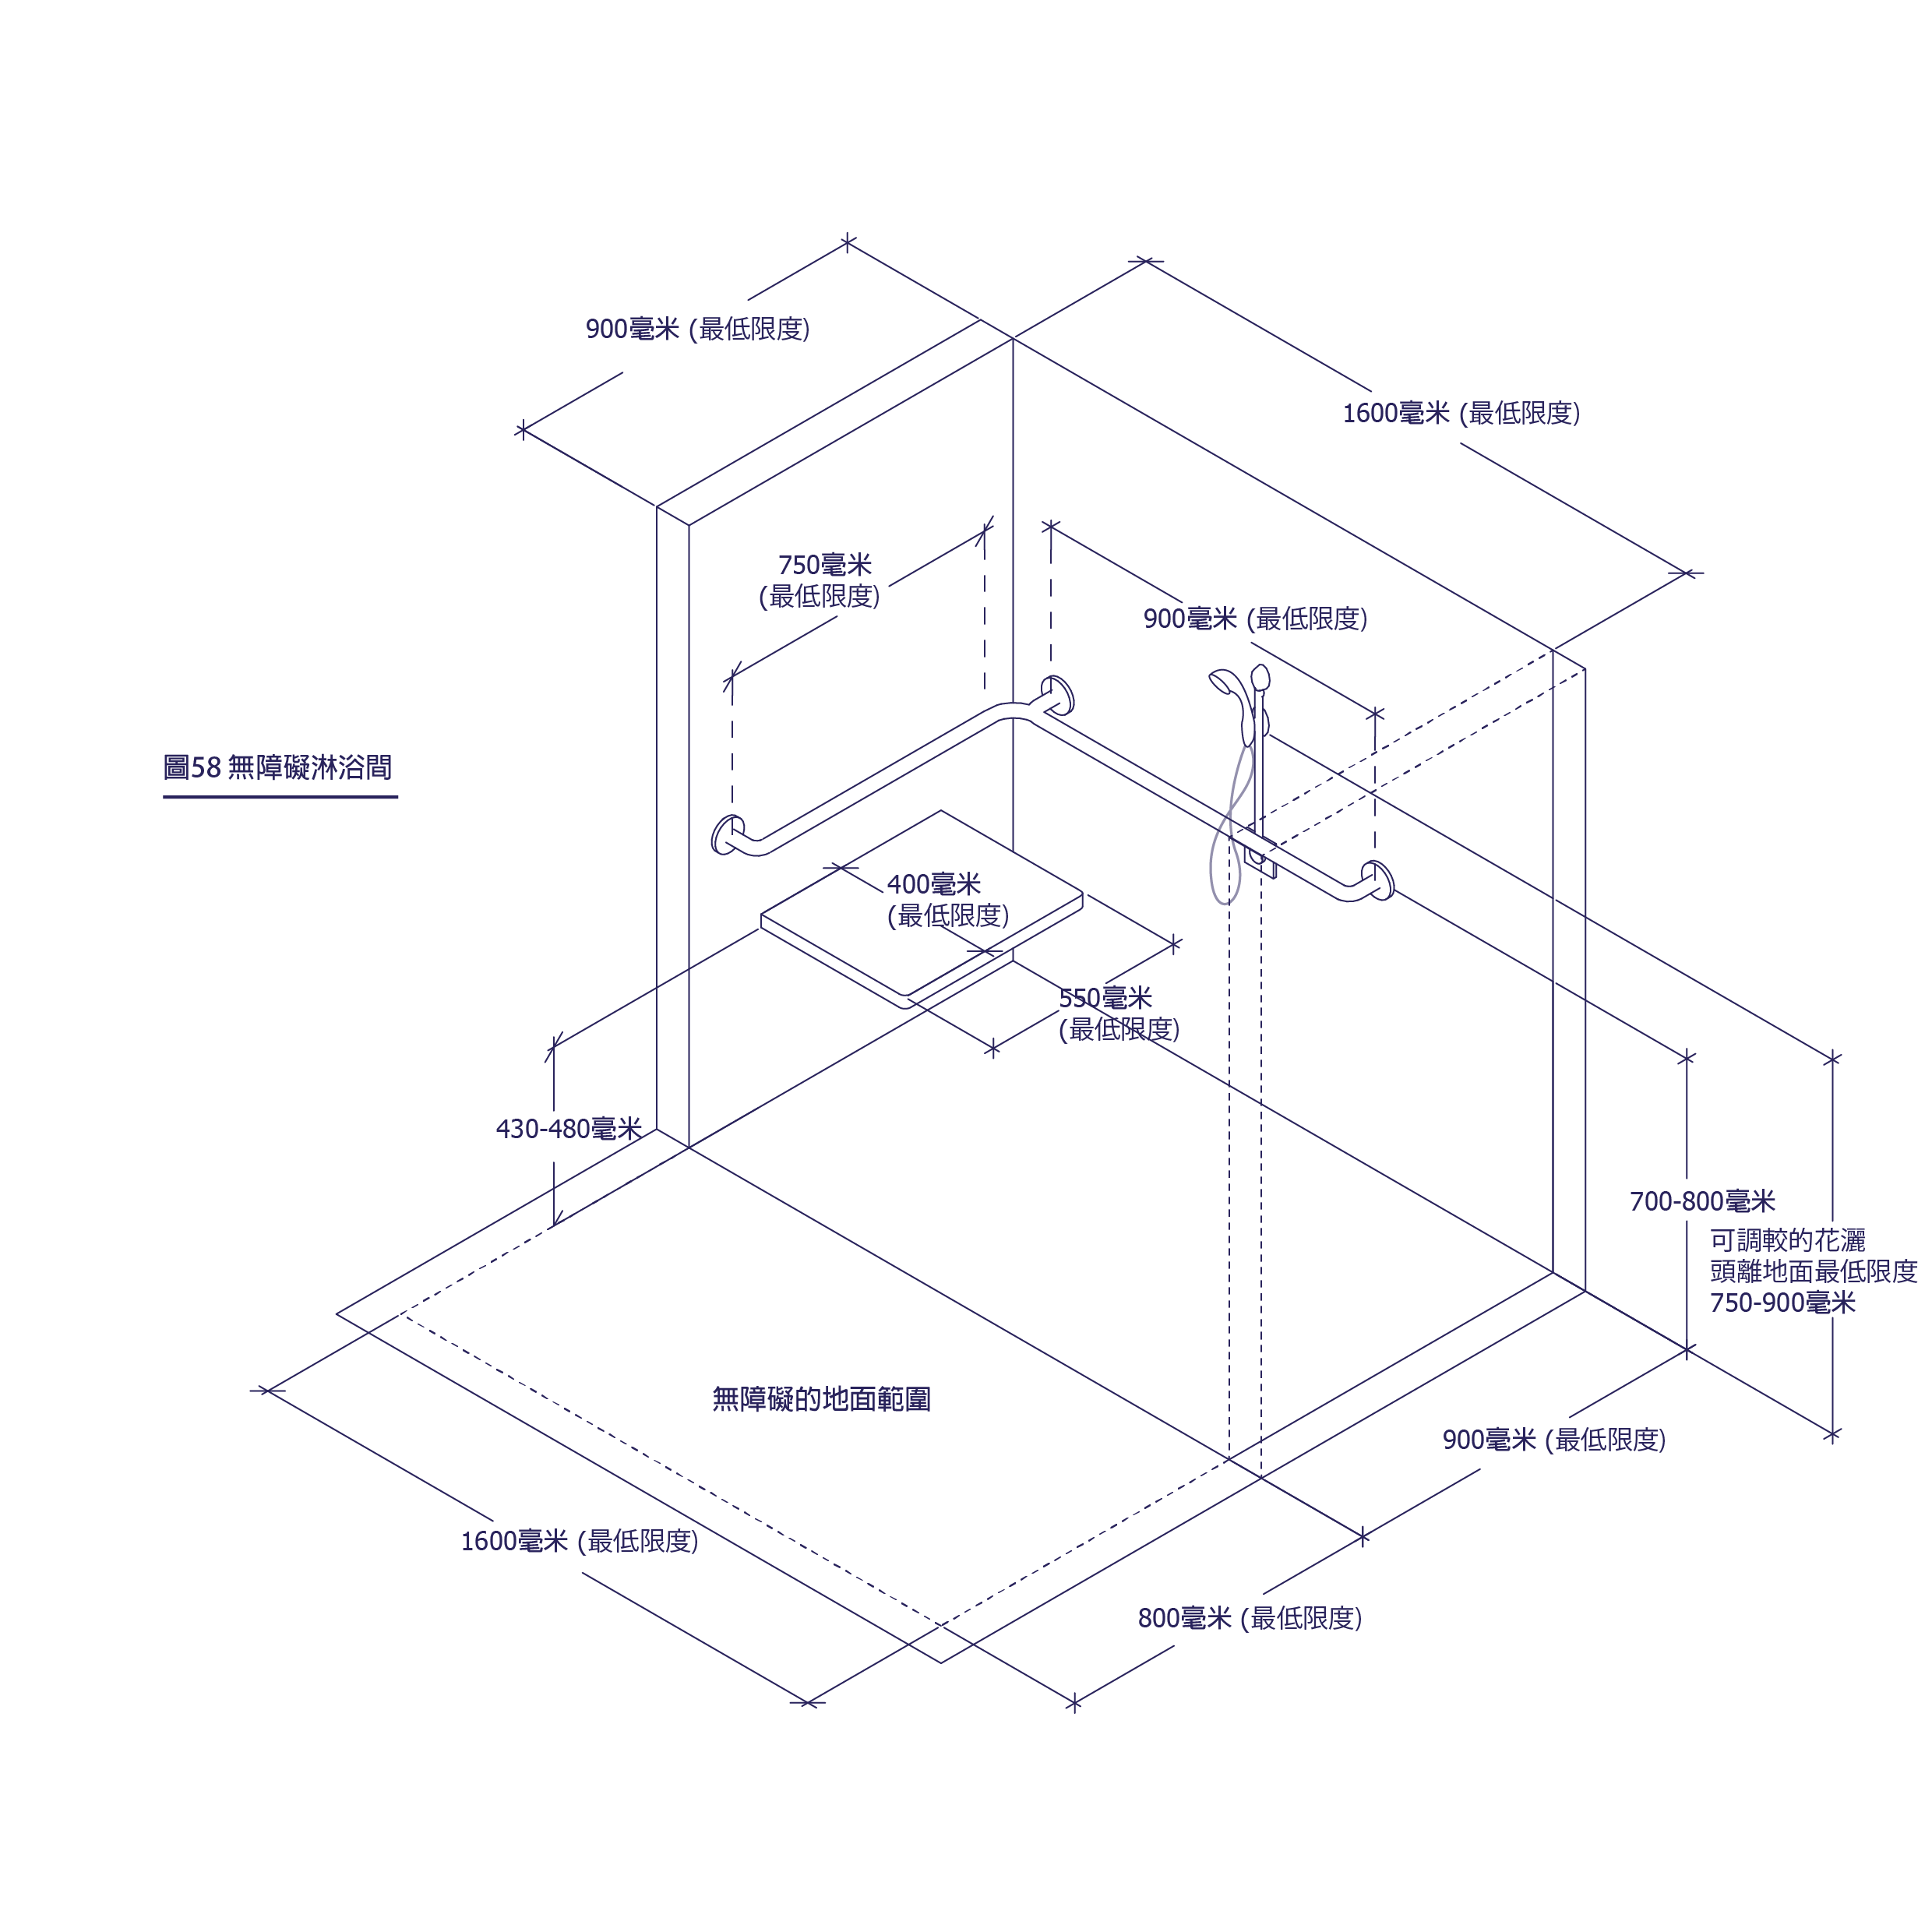 900毫米 (最低限度)
1600毫米 (最低限度)
750毫米
(最低限度)
900毫米 (最低限度)
圖58 無障礙淋浴間
400毫米
(最低限度)
550毫米
(最低限度)
430-480毫米
700-800毫米
可調較的花灑
頭離地面最低限度
750-900毫米
無障礙的地面範圍
900毫米 (最低限度)
1600毫米 (最低限度)
800毫米 (最低限度)